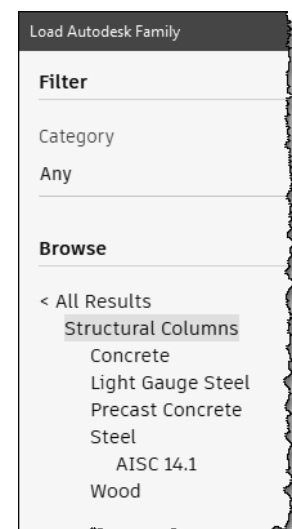 Load Autodesk Family
Filter
Category
Any
Browse
< All Results
Structural Columns
Concrete
Light Gauge Steel
Precast Concrete
Steel
AISC 14.1
Wood